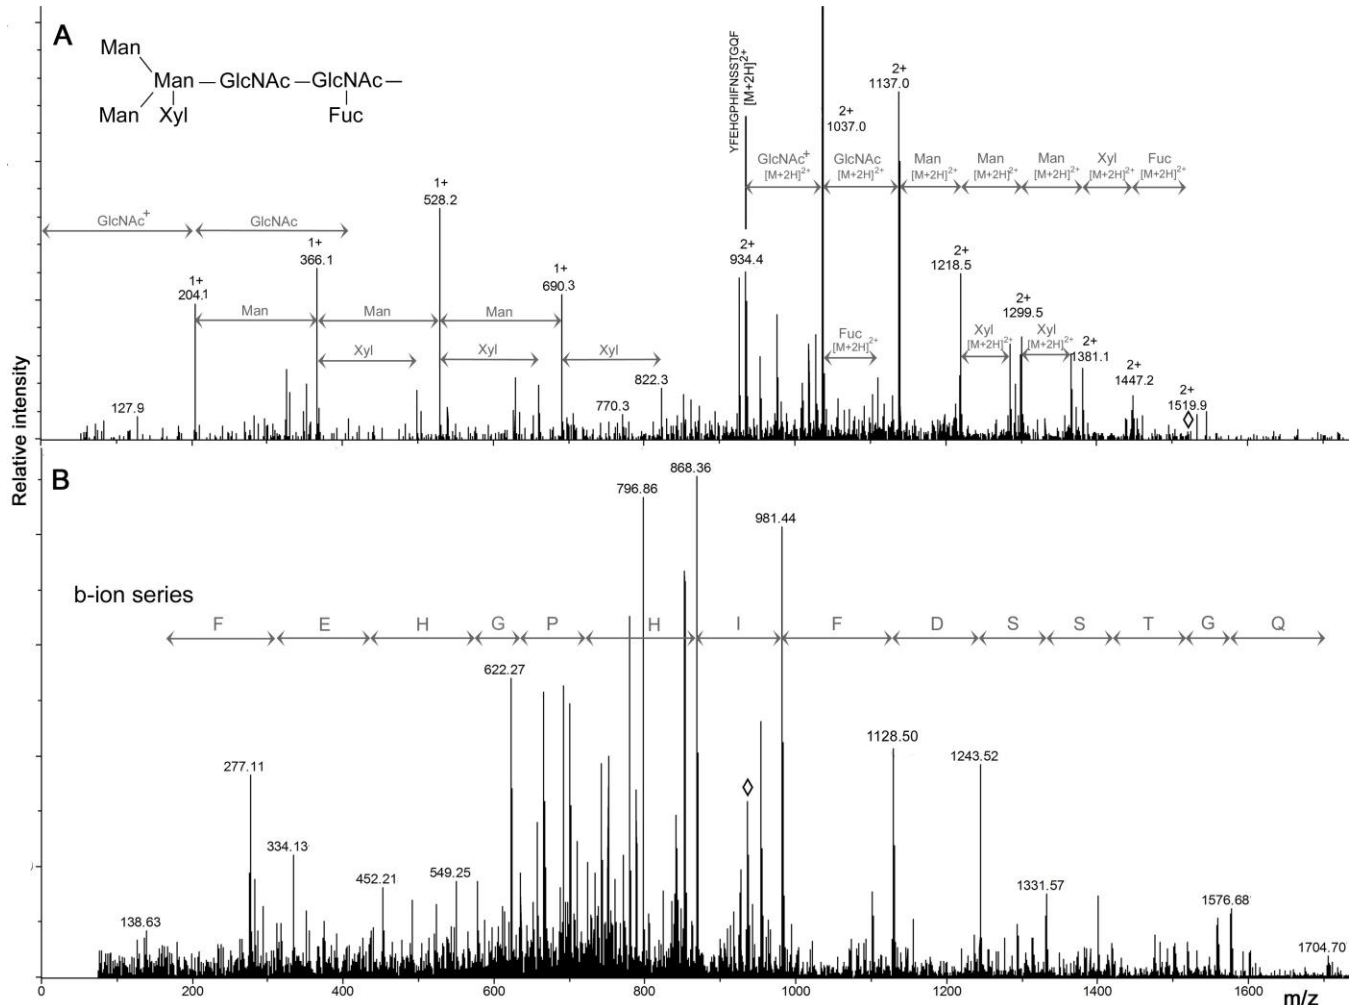 A
Man
Man — GlcNAc — GlcNAc —
Man Xyl Fuc
YFEHGPHIFNSSTGQF
[M+2H]2+
2+
1137.0
2+
1037.0
GlcNAc+
[M+2H]2+
GlcNAc
[M+2H]2+
Man
[M+2H]2+
Man
[M+2H]2+
Man
[M+2H]2+
Xyl
[M+2H]2+
Fuc
[M+2H]2+
GlcNAc+
GlcNAc
1+
528.2
1+
366.1
1+
204.1
1+
690.3
2+
934.4
2+
1218.5
2+
1299.5
Man
Man
Man
Fuc
[M+2H]2+
Xyl
[M+2H]2+
Xyl
[M+2H]2+
2+
1381.1
Xyl
Xyl
Xyl
822.3
2+
1447.2
127.9
770.3
2+
1519.9
Relative intensity
B
868.36
796.86
981.44
b-ion series
F E H G P H I F D S S T G Q
622.27
277.11
1128.50
1243.52
334.13
452.21
549.25
1331.57
1576.68
138.63
1704.70
0 200 400 600 800 1000 1200 1400 1600
m/z